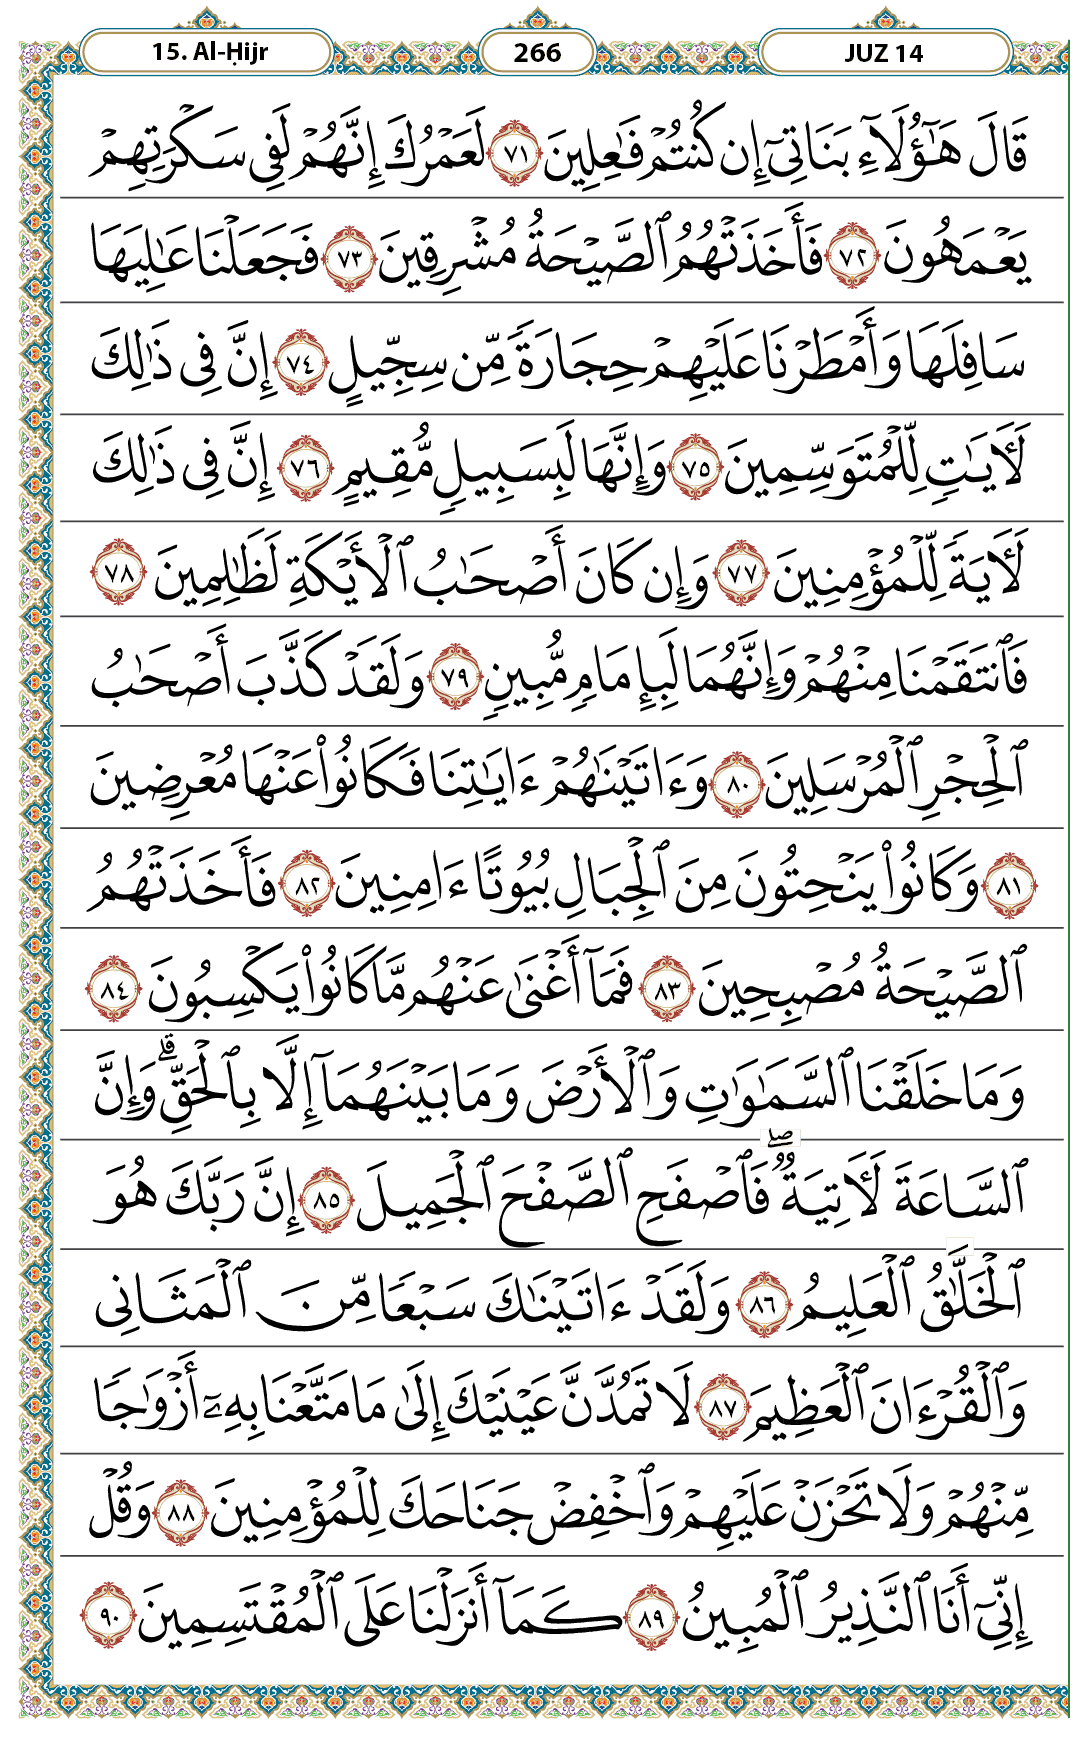 15. Al-Ḥijr 266 JUZ 14
قَالَ هَٰٓؤُلَآءِ بَنَاتِىٓ إِن كُنتُمْ فَٰعِلِينَ ٧١ لَعَمْرُكَ إِنَّهُمْ لَفِى سَكْرَتِهِمْ
يَعْمَهُونَ ٧٢ فَأَخَذَتْهُمُ ٱلصَّيْحَةُ مُشْرِقِينَ ٧٣ فَجَعَلْنَا عَٰلِيَهَا
سَافِلَهَا وَأَمْطَرْنَا عَلَيْهِمْ حِجَارَةً مِّن سِجِّيلٍ ٧٤ إِنَّ فِى ذَٰلِكَ
لَـَٔايَٰتٍ لِّلْمُتَوَسِّمِينَ ٧٥ وَإِنَّهَا لَبِسَبِيلٍ مُّقِيمٍ ٧٦ إِنَّ فِى ذَٰلِكَ
لَـَٔايَةً لِّلْمُؤْمِنِينَ ٧٧ وَإِن كَانَ أَصْحَٰبُ ٱلْأَيْكَةِ لَظَٰلِمِينَ ٧٨
فَٱنتَقَمْنَا مِنْهُمْ وَإِنَّهُمَا لَبِإِمَامٍ مُّبِينٍ ٧٩ وَلَقَدْ كَذَّبَ أَصْحَٰبُ
ٱلْحِجْرِ ٱلْمُرْسَلِينَ ٨٠ وَءَاتَيْنَٰهُمْ ءَايَٰتِنَا فَكَانُوا۟ عَنْهَا مُعْرِضِينَ
٨١ وَكَانُوا۟ يَنْحِتُونَ مِنَ ٱلْجِبَالِ بُيُوتًا ءَامِنِينَ ٨٢ فَأَخَذَتْهُمُ
ٱلصَّيْحَةُ مُصْبِحِينَ ٨٣ فَمَآ أَغْنَىٰ عَنْهُم مَّا كَانُوا۟ يَكْسِبُونَ ٨٤
وَمَا خَلَقْنَا ٱلسَّمَٰوَٰتِ وَٱلْأَرْضَ وَمَا بَيْنَهُمَآ إِلَّا بِٱلْحَقِّ ۗ وَإِنَّ
ٱلسَّاعَةَ لَـَٔاتِيَةٌ ۖ فَٱصْفَحِ ٱلصَّفْحَ ٱلْجَمِيلَ ٨٥ إِنَّ رَبَّكَ هُوَ
ٱلْخَلَّٰقُ ٱلْعَلِيمُ ٨٦ وَلَقَدْ ءَاتَيْنَٰكَ سَبْعًا مِّنَ ٱلْمَثَانِى
وَٱلْقُرْءَانَ ٱلْعَظِيمَ ٨٧ لَا تَمُدَّنَّ عَيْنَيْكَ إِلَىٰ مَا مَتَّعْنَا بِهِۦٓ أَزْوَٰجًا
مِّنْهُمْ وَلَا تَحْزَنْ عَلَيْهِمْ وَٱخْفِضْ جَنَاحَكَ لِلْمُؤْمِنِينَ ٨٨ وَقُلْ
إِنِّىٓ أَنَا ٱلنَّذِيرُ ٱلْمُبِينُ ٨٩ كَمَآ أَنزَلْنَا عَلَى ٱلْمُقْتَسِمِينَ ٩٠